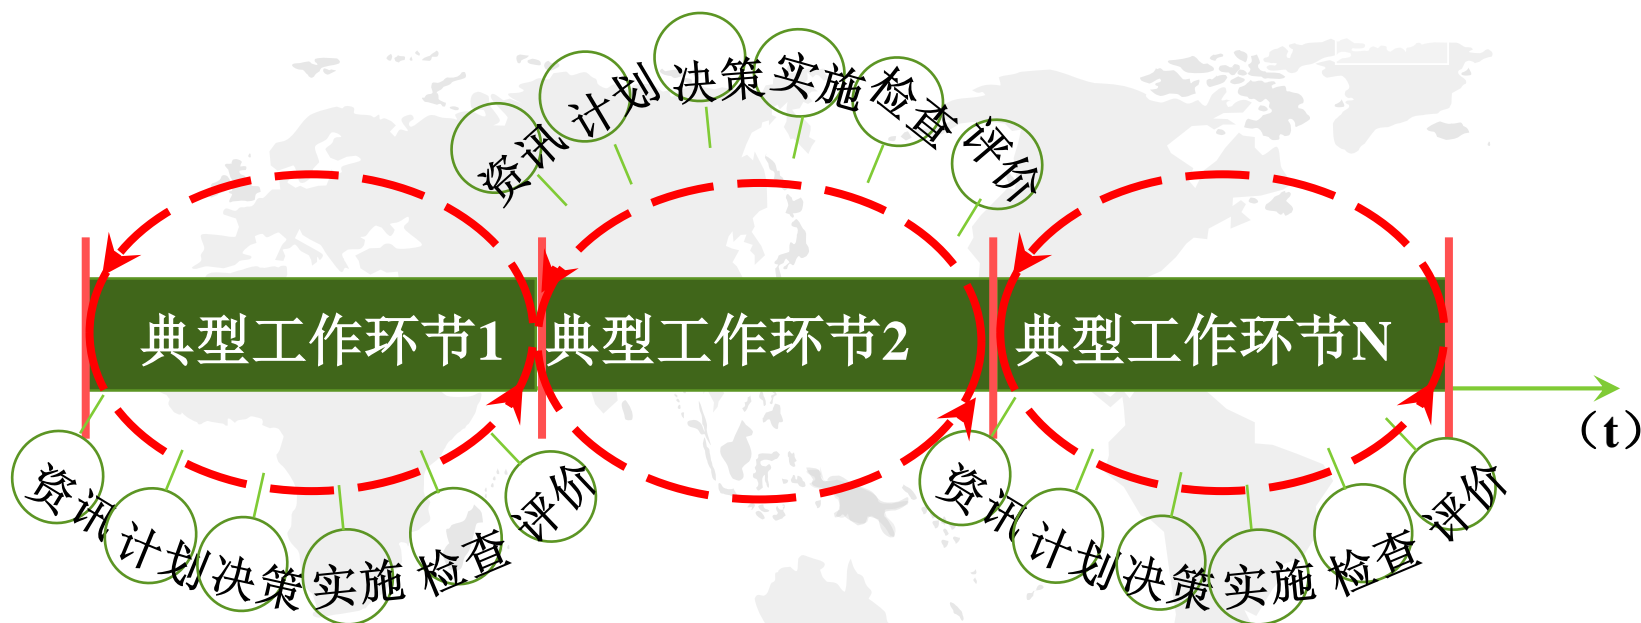 资讯 计划 决策 实施 检查 评价
典型工作环节1 典型工作环节2 典型工作环节N
（t）
资讯 计划 决策 实施 检查 评价
资讯 计划 决策 实施 检查 评价